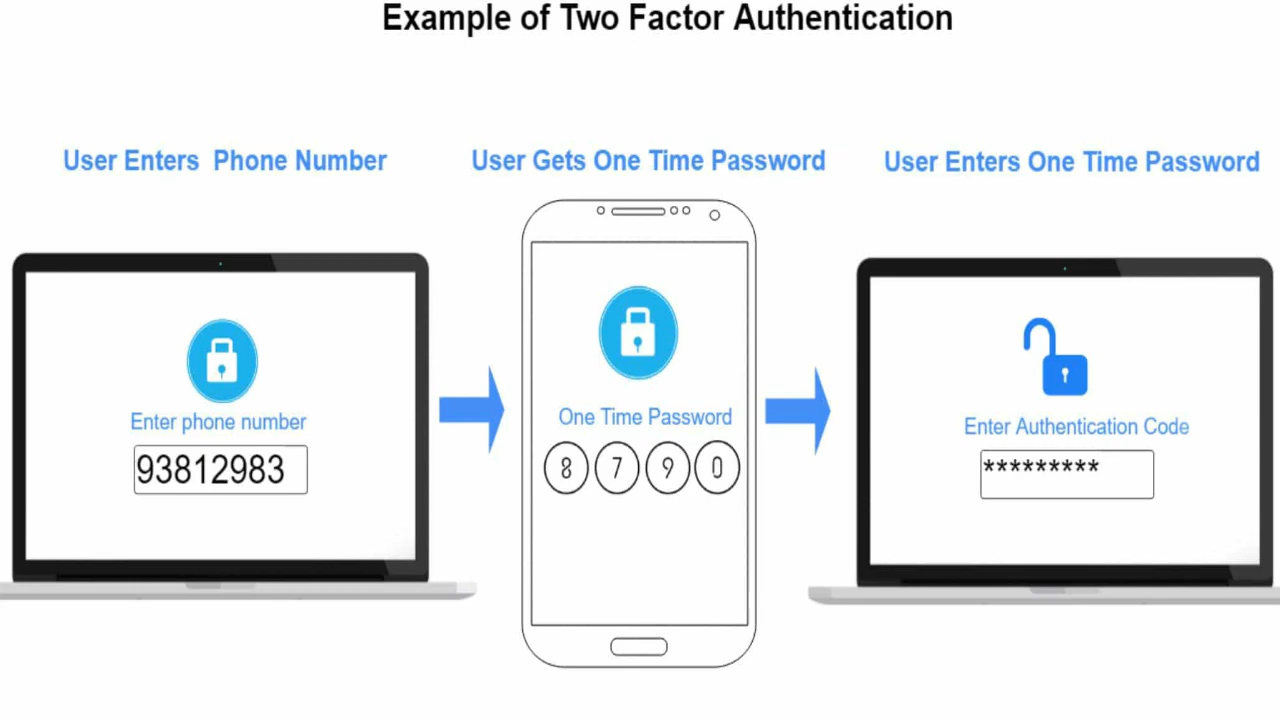 Example of Two Factor Authentication
User Enters Phone Number
User Gets One Time Password
User Enters One Time Password
Enter phone number
93812983
One Time Password
8 7 9 0
Enter Authentication Code
*********